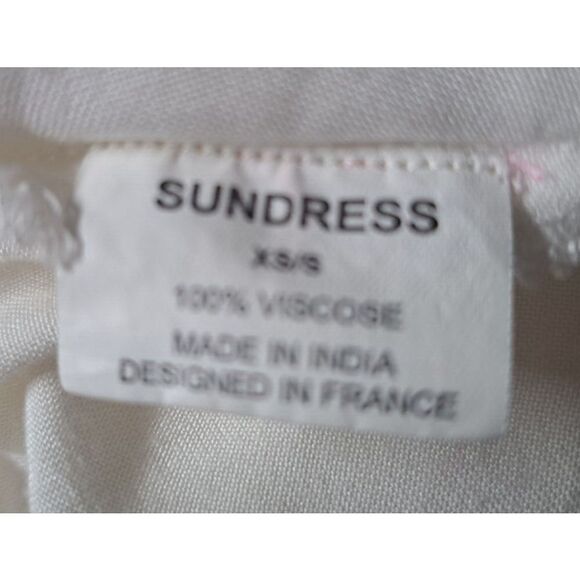 SUNDRESS
XS/S
100% VISCOSE
MADE IN INDIA
DESIGNED IN FRANCE